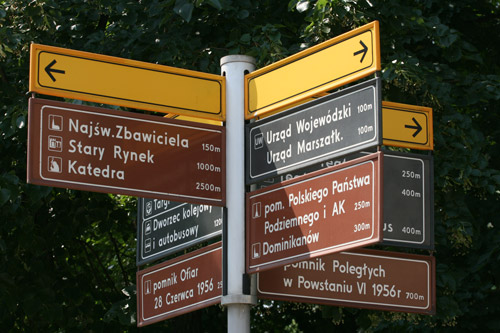 Najśw. Zbawiciela 150m
Stary Rynek 1000m
Katedra 2500m
Urząd Wojewódzki 100m
Urząd Marszałk. 100m
pom. Polskiego Państwa
Podziemnego i AK 250m
Dominikanów 300m
250m
400m
400m
Targi
Dworzec kolejowy
i autobusowy
pomnik Ofiar
28 Czerwca 1956
pomnik Poległych
w Powstaniu VI 1956r 700m